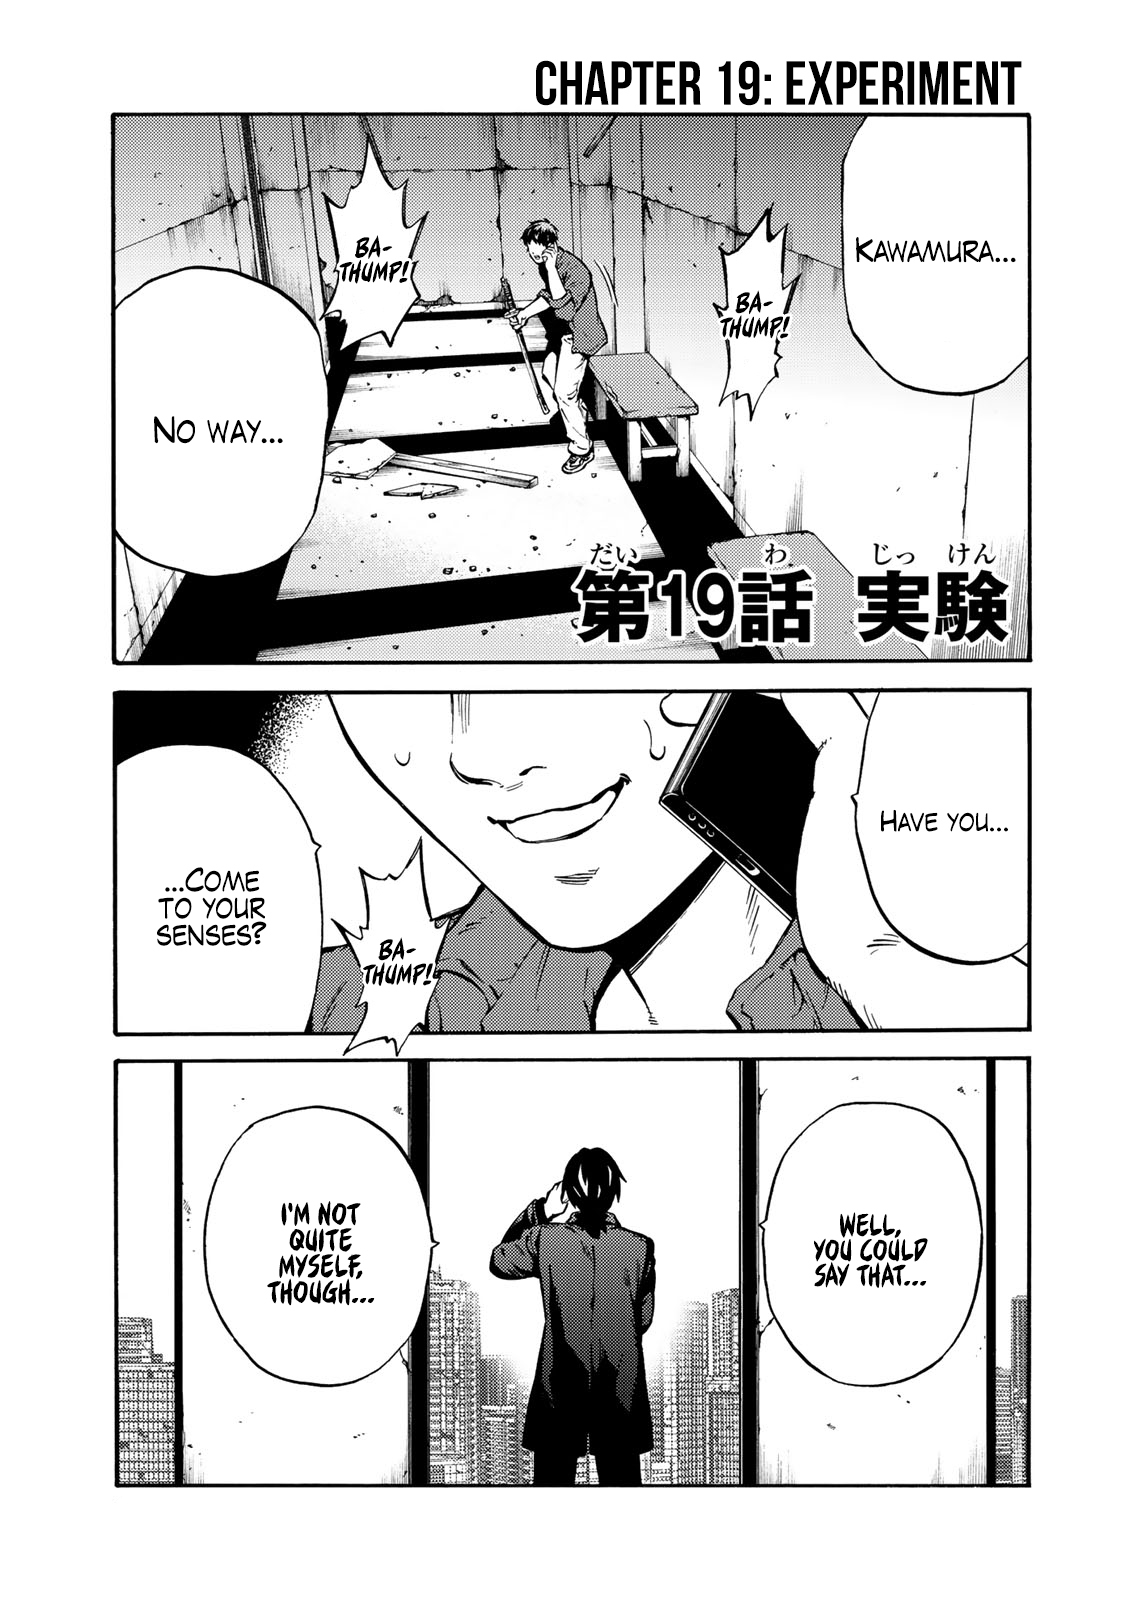 CHAPTER 19: EXPERIMENT
KAWAMURA...
BA-
THUMP!
BA-
THUMP!
NO WAY...
だい わ じっ けん
第19話 実験
HAVE YOU...
...COME
TO YOUR
SENSES?
BA-
THUMP!
WELL,
YOU COULD
SAY THAT...
I'M NOT
QUITE
MYSELF,
THOUGH...